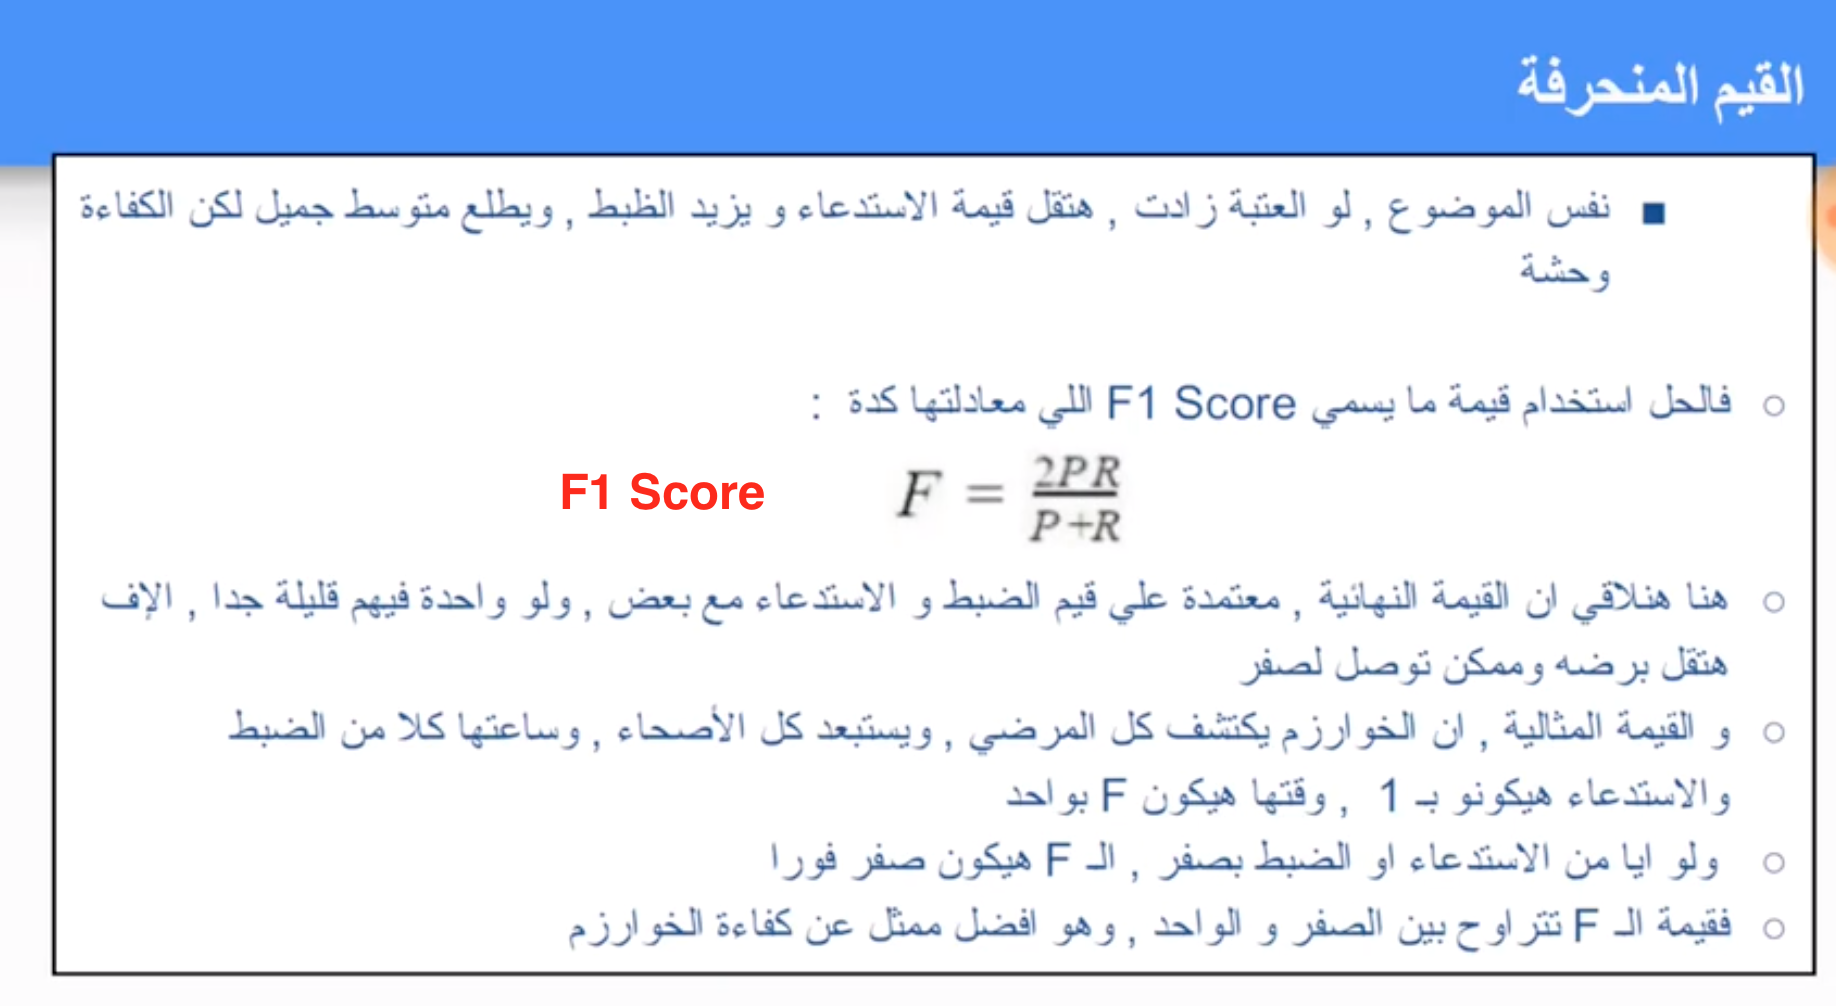 القيم المنحرفة
■ نفس الموضوع , لو العتبة زادت , هتقل قيمة الاستدعاء و يزيد الظبط , ويطلع متوسط جميل لكن الكفاءة
وحشة
○ فالحل استخدام قيمة ما يسمي F1 Score اللي معادلتها كدة :
F1 Score F = 2PR / P+R
○ هنا هنلاقي ان القيمة النهائية , معتمدة علي قيم الضبط و الاستدعاء مع بعض , ولو واحدة فيهم قليلة جدا , الإف
هتقل برضه وممكن توصل لصفر
○ و القيمة المثالية , ان الخوارزم يكتشف كل المرضي , ويستبعد كل الأصحاء , وساعتها كلا من الضبط
والاستدعاء هيكونو بـ 1 , وقتها هيكون F بواحد
○ ولو ايا من الاستدعاء او الضبط بصفر , الـ F هيكون صفر فورا
○ فقيمة الـ F تتراوح بين الصفر و الواحد , وهو افضل ممثل عن كفاءة الخوارزم